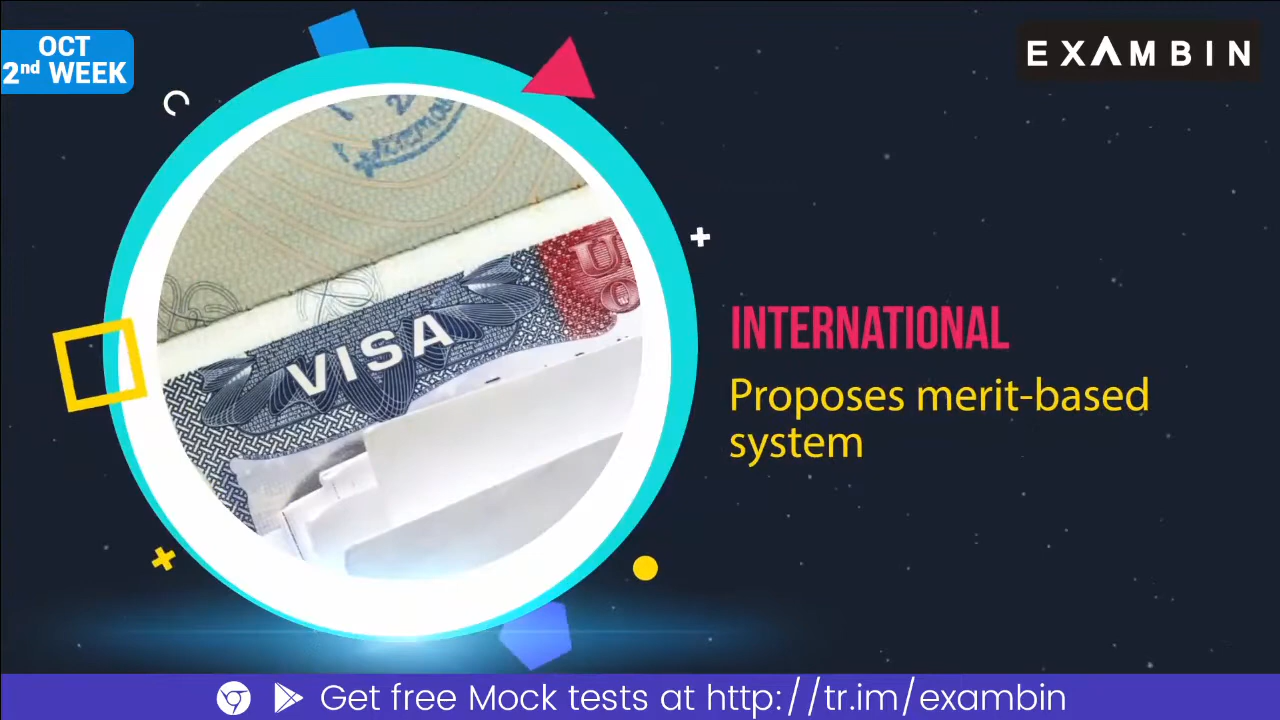 OCT
2nd WEEK
EXAMBIN
VISA
INTERNATIONAL
Proposes merit-based
system
Get free Mock tests at http://tr.im/exambin